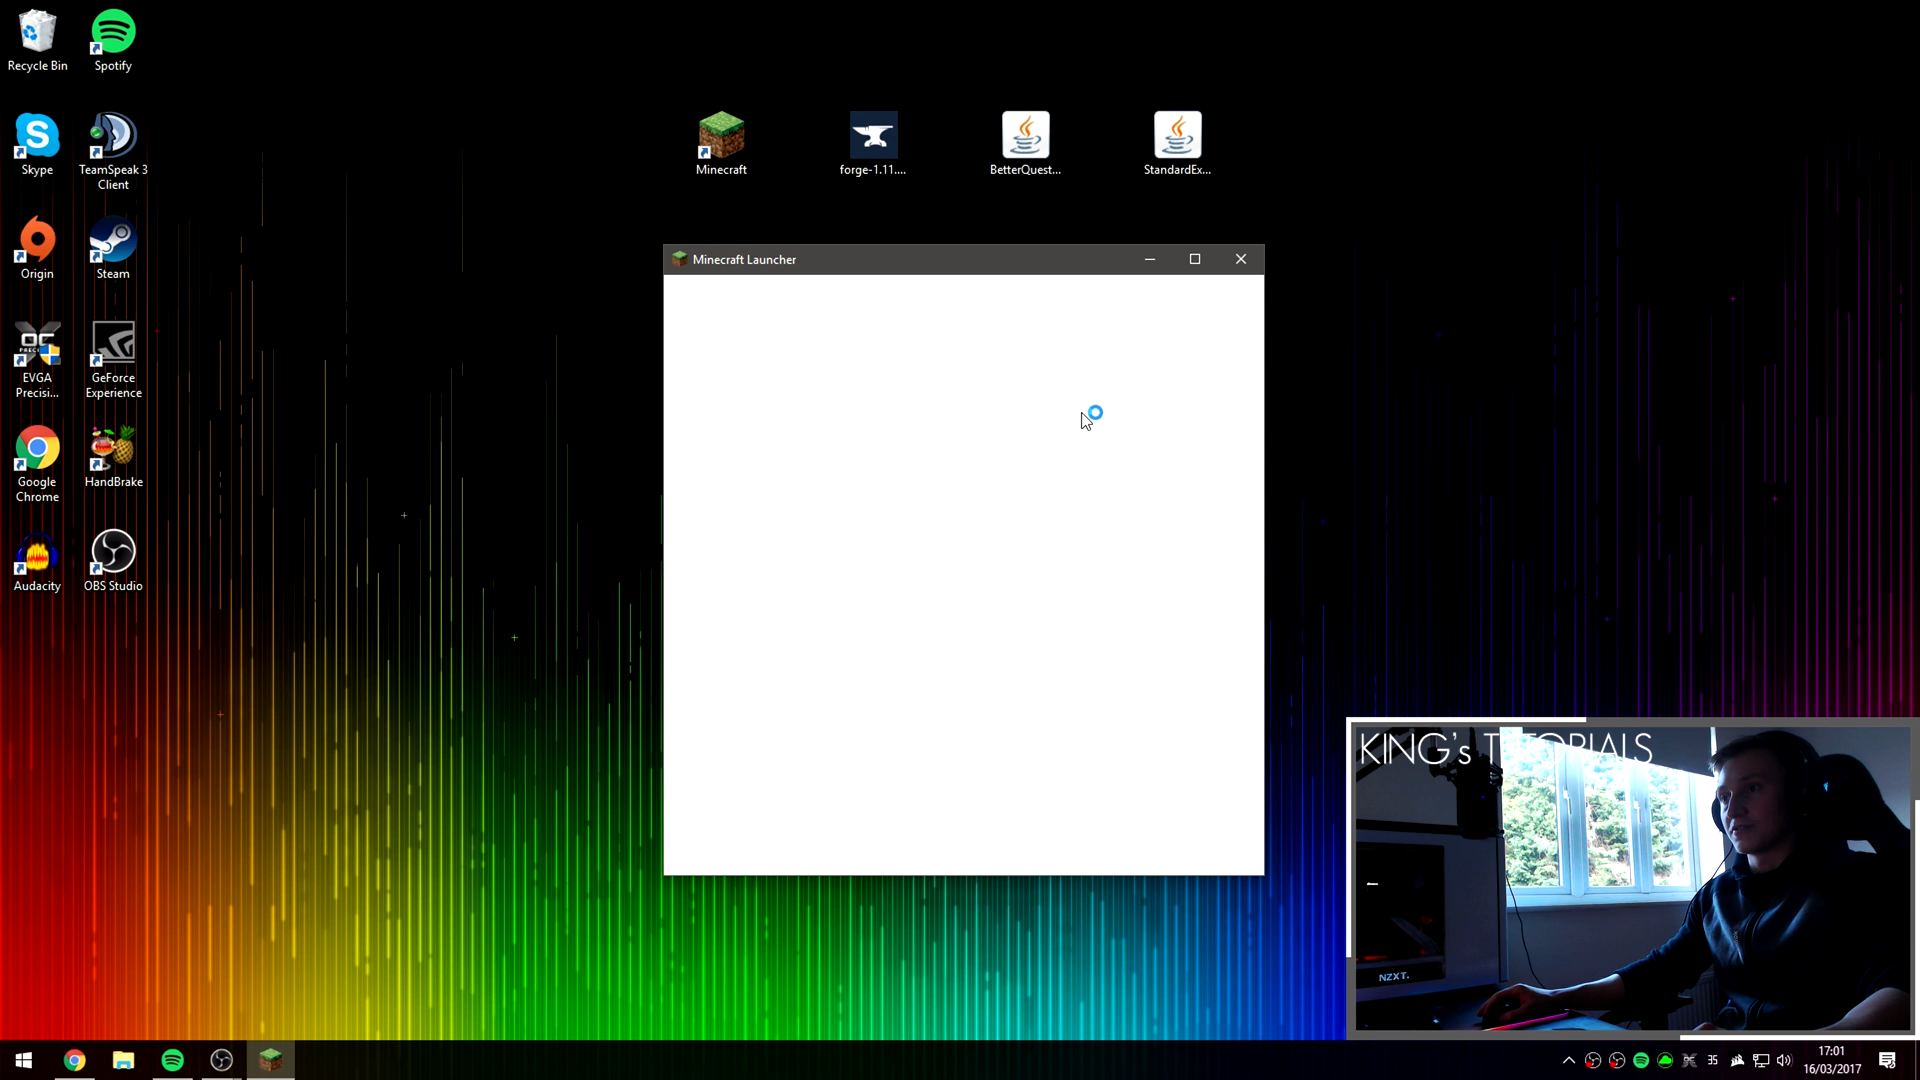 Recycle Bin
Spotify
Skype
TeamSpeak 3
Client
Origin
Steam
EVGA
Precisi...
GeForce
Experience
Google
Chrome
HandBrake
Audacity
OBS Studio
Minecraft
forge-1.11....
BetterQuest...
StandardEx...
Minecraft Launcher
KING's TUTORIALS
NZXT.
35
17:01
16/03/2017